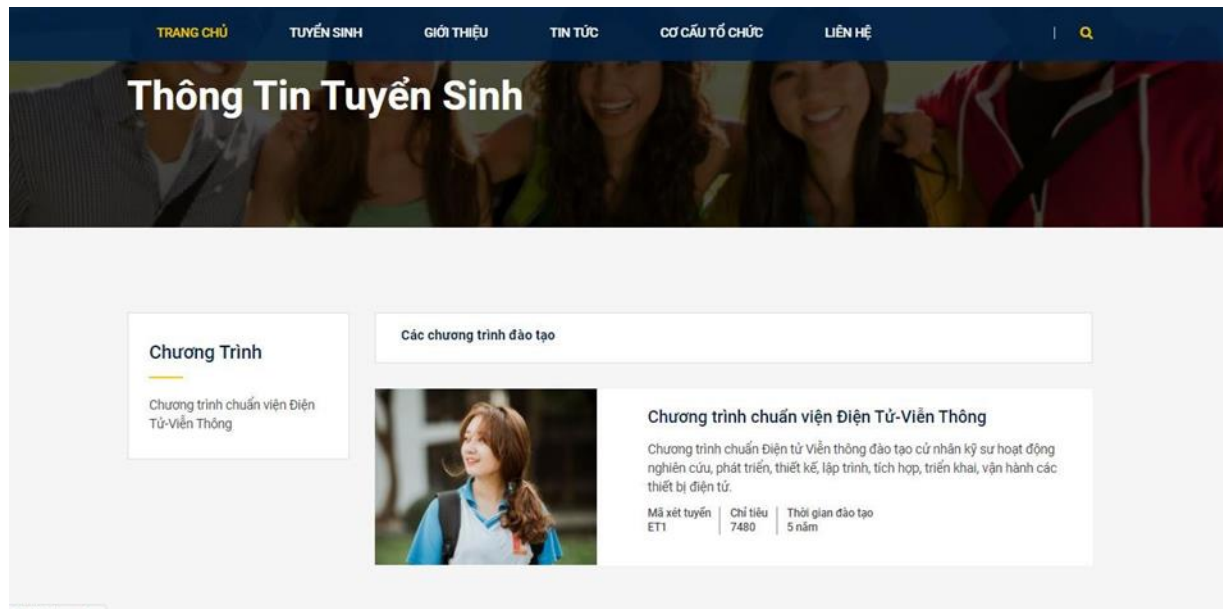 TRANG CHỦ TUYỂN SINH GIỚI THIỆU TIN TỨC CƠ CẤU TỔ CHỨC LIÊN HỆ
Thông Tin Tuyển Sinh
Chương Trình
Chương trình chuẩn viện Điện
Tử-Viễn Thông
Các chương trình đào tạo
Chương trình chuẩn viện Điện Tử-Viễn Thông
Chương trình chuẩn Điện tử Viễn thông đào tạo cử nhân kỹ sư hoạt động
nghiên cứu, phát triển, thiết kế, lập trình, tích hợp, triển khai, vận hành các
thiết bị điện tử.
Mã xét tuyển Chỉ tiêu Thời gian đào tạo
ET1 7480 5 năm